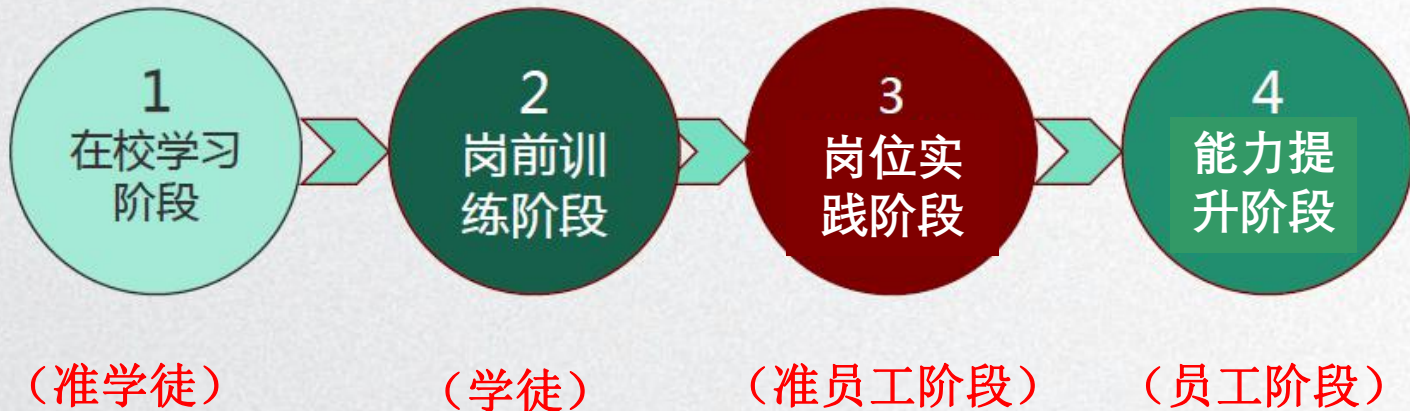 1
在校学习
阶段
2
岗前训
练阶段
3
岗位实
践阶段
4
能力提
升阶段
（准学徒）
（学徒）
（准员工阶段）
（员工阶段）